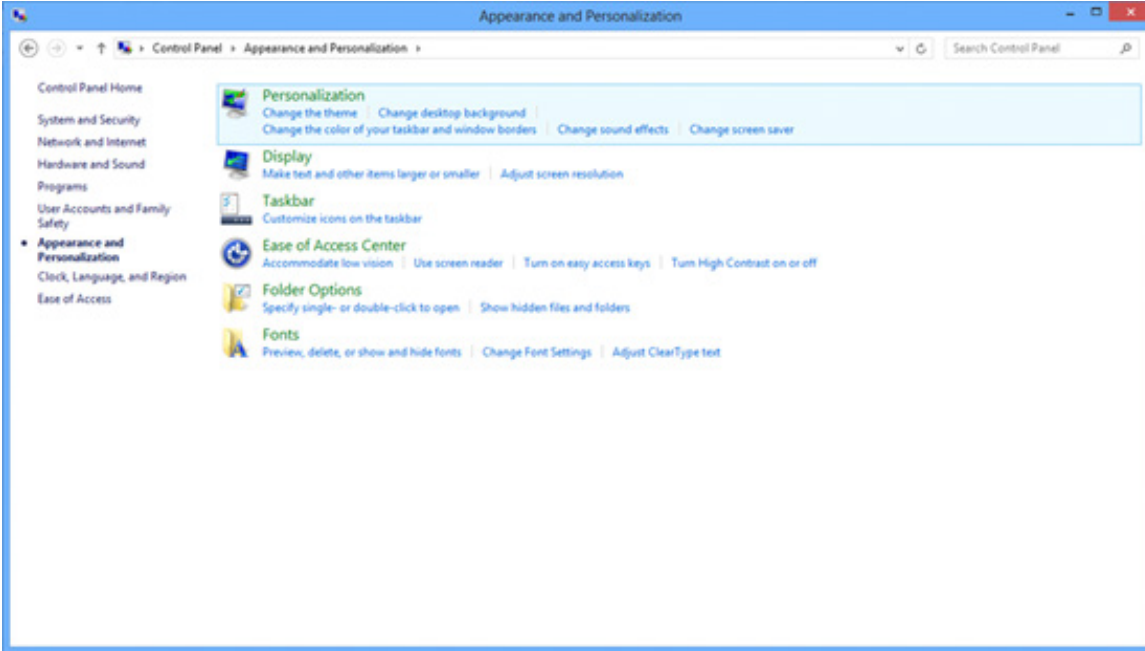 Appearance and Personalization
Control Panel Appearance and Personalization
Search Control Panel
Control Panel Home
System and Security
Network and Internet
Hardware and Sound
Programs
User Accounts and Family
Safety
Appearance and
Personalization
Clock, Language, and Region
Ease of Access
Personalization
Change the theme Change desktop background
Change the color of your taskbar and window borders Change sound effects Change screen saver
Display
Make text and other items larger or smaller Adjust screen resolution
Taskbar
Customize icons on the taskbar
Ease of Access Center
Accommodate low vision Use screen reader Turn on easy access keys Turn High Contrast on or off
Folder Options
Specify single- or double-click to open Show hidden files and folders
Fonts
Preview, delete, or show and hide fonts Change Font Settings Adjust ClearType text